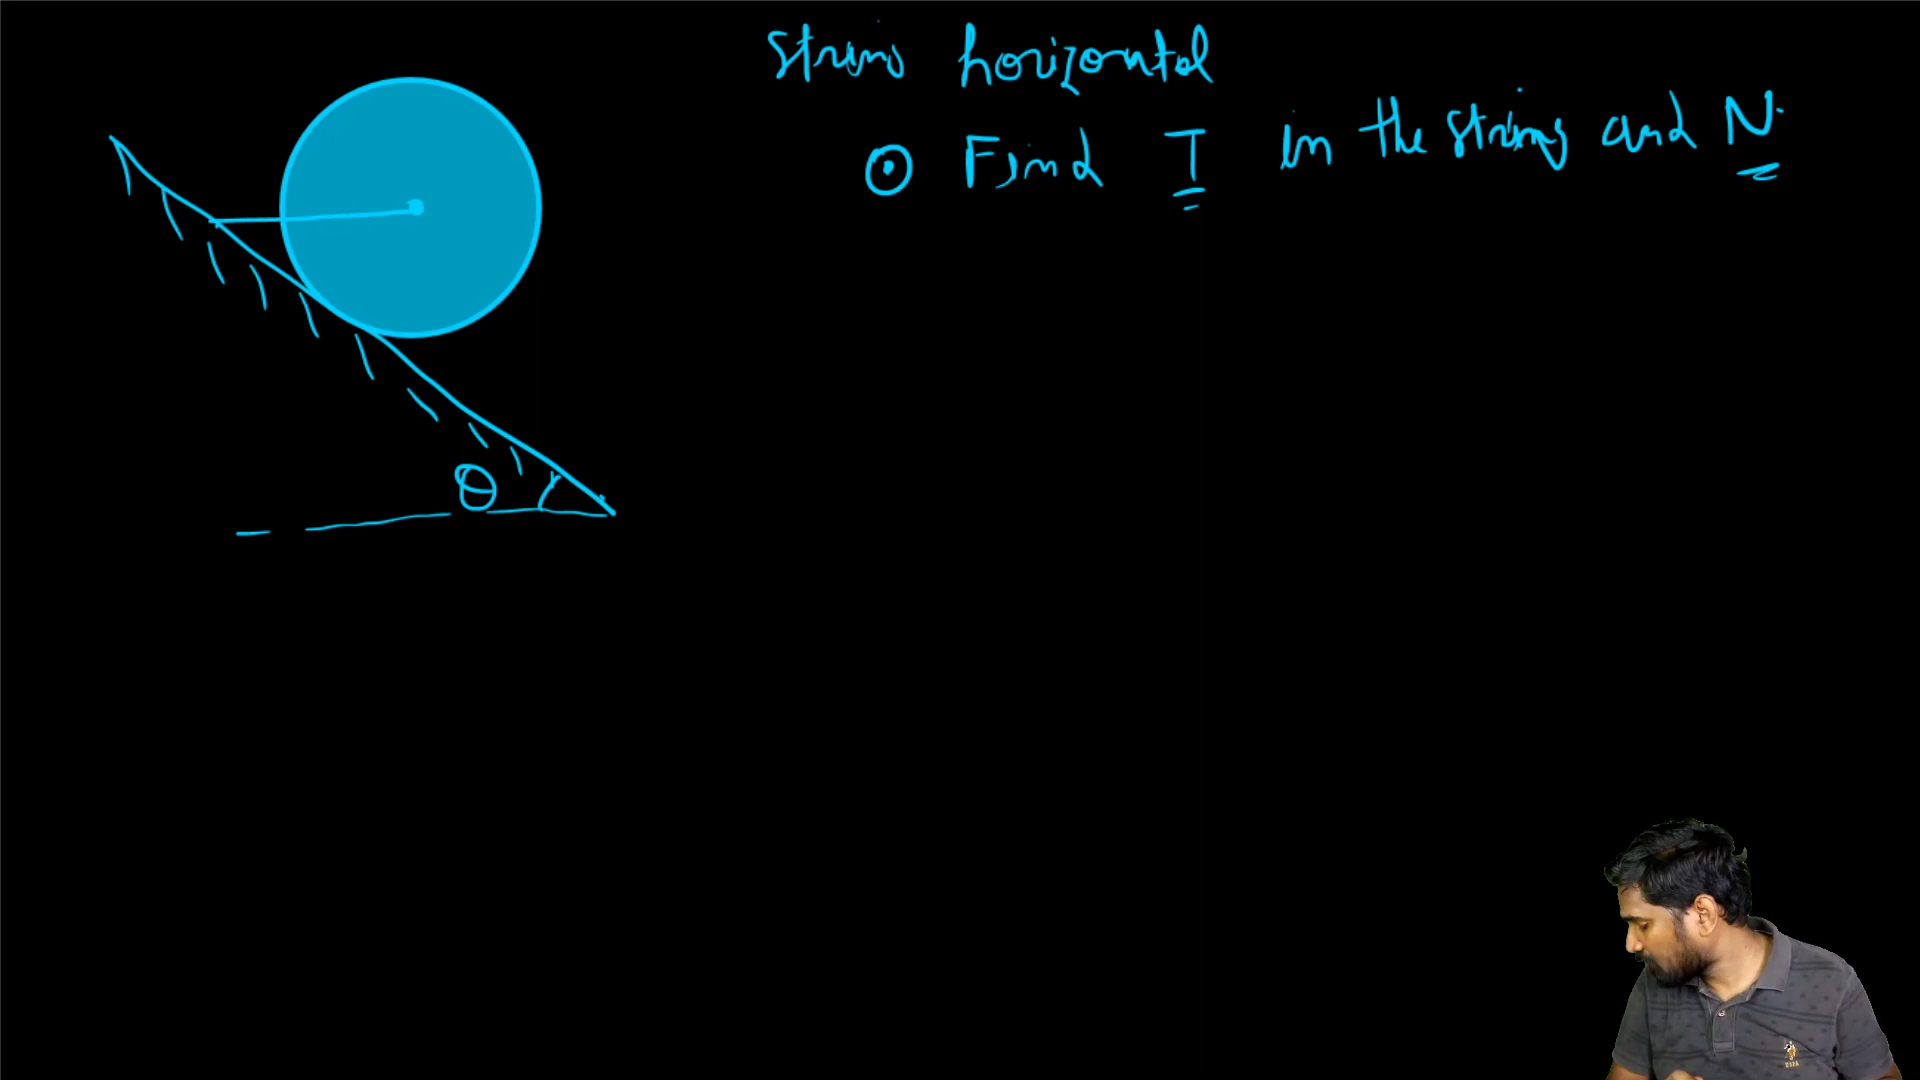 String horizontal
⊙ Find T in the string and N.
θ